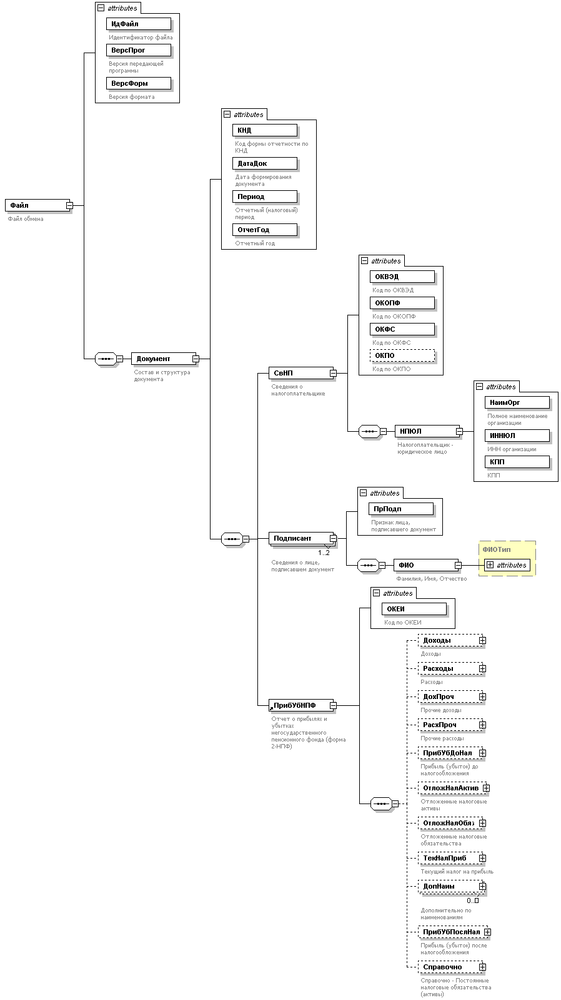 attributes
ИдФайл
Идентификатор файла
ВерсПрог
Версия передающей
программы
ВерсФорм
Версия формата
attributes
КНД
Код формы отчетности по
КНД
ДатаДок
Дата формирования
документа
Период
Отчетный (налоговый)
период
ОтчетГод
Отчетный год
Файл
Файл обмена
attributes
ОКВЭД
Код по ОКВЭД
ОКОПФ
Код по ОКОПФ
ОКФС
Код по ОКФС
ОКПО
Код по ОКПО
Документ
Состав и структура
документа
СвНП
Сведения о
налогоплательщике
attributes
НаимОрг
Полное наименование
организации
ИННЮЛ
ИНН организации
КПП
КПП
НПЮЛ
Налогоплательщик -
юридическое лицо
attributes
ПрПодп
Признак лица,
подписавшего документ
Подписант
1..2
Сведения о лице,
подписавшем документ
ФИО
Фамилия, Имя, Отчество
ФИОТип
attributes
attributes
ОКЕИ
Код по ОКЕИ
ПрибУбНПФ
Отчет о прибылях и
убытках
негосударственного
пенсионного фонда (форма
2-НПФ)
Доходы
Доходы
Расходы
Расходы
ДохПроч
Прочие доходы
РасхПроч
Прочие расходы
ПрибУбДоНал
Прибыль (убыток) до
налогообложения
ОтложНалАктив
Отложенные налоговые
активы
ОтложНалОбяз
Отложенные налоговые
обязательства
ТекНалПриб
Текущий налог на прибыль
ДопНаим
0..
Дополнительно по
наименованиям
ПрибУбПослНал
Прибыль (убыток) после
налогообложения
Справочно
Справочно - Постоянные
налоговые обязательства
(активы)